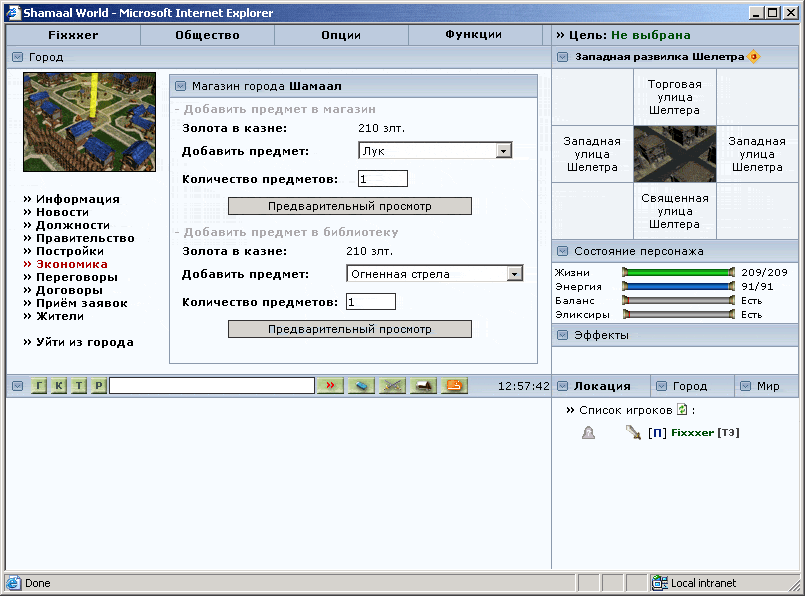 Shamaal World - Microsoft Internet Explorer
Fixxxer Общество Опции Функции » Цель: Не выбрана
Город
Западная развилка Шелетра
Магазин города Шамаал
- Добавить предмет в магазин
Золота в казне: 210 злт.
Добавить предмет: Лук
Количество предметов: 1
Предварительный просмотр
- Добавить предмет в библиотеку
Золота в казне: 210 злт.
Добавить предмет: Огненная стрела
Количество предметов: 1
Предварительный просмотр
» Информация
» Новости
» Должности
» Правительство
» Постройки
» Экономика
» Переговоры
» Договоры
» Приём заявок
» Жители
» Уйти из города
Торговая
улица
Шелтера
Западная
улица
Шелетра
Западная
улица
Шелтера
Священная
улица
Шелтера
Состояние персонажа
Жизни 209/209
Энергия 91/91
Баланс Есть
Эликсиры Есть
Эффекты
Г К Т Р » 12:57:42
Локация Город Мир
» Список игроков :
[П] Fixxxer [ТЭ]
Done Local intranet